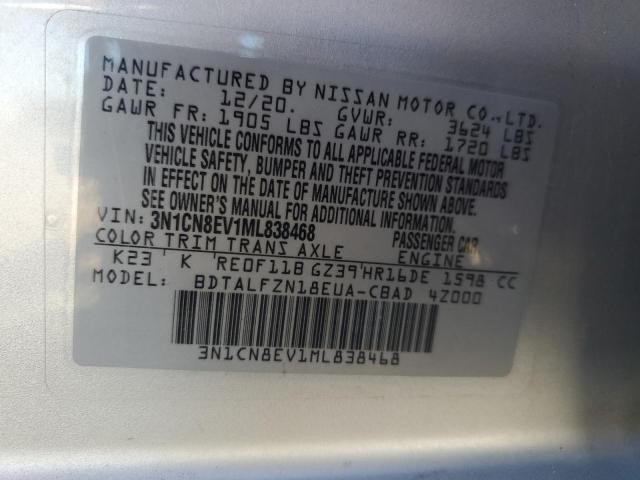 MANUFACTURED BY NISSAN MOTOR CO., LTD.
DATE: 12/20. GVWR: 3624 LBS
GAWR FR: 1905 LBS GAWR RR: 1720 LBS
THIS VEHICLE CONFORMS TO ALL APPLICABLE FEDERAL MOTOR
VEHICLE SAFETY, BUMPER AND THEFT PREVENTION STANDARDS
IN EFFECT ON THE DATE OF MANUFACTURE SHOWN ABOVE.
SEE OWNER'S MANUAL FOR ADDITIONAL INFORMATION.
VIN: 3N1CN8EV1ML838468 PASSENGER CAR
COLOR TRIM TRANS AXLE ENGINE
K23 K RE0F11B GZ39 HR16DE 1598 CC
MODEL: BDTALFZN18EUA-C8AD 4Z000
3N1CN8EV1ML838468